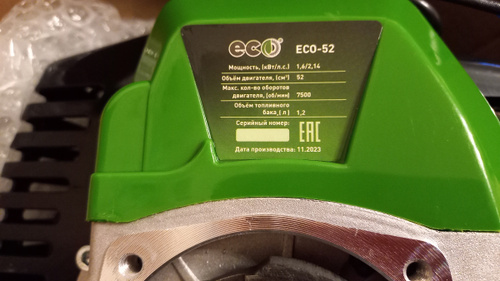 eco ECO-52
Мощность, (кВт/л.с.) 1,6/2,14
Объём двигателя, (см³) 52
Макс. кол-во оборотов
двигателя, (об/мин) 7500
Объём топливного
бака, ( л ) 1,2
Серийный номер:
EAC
Дата производства: 11.2023